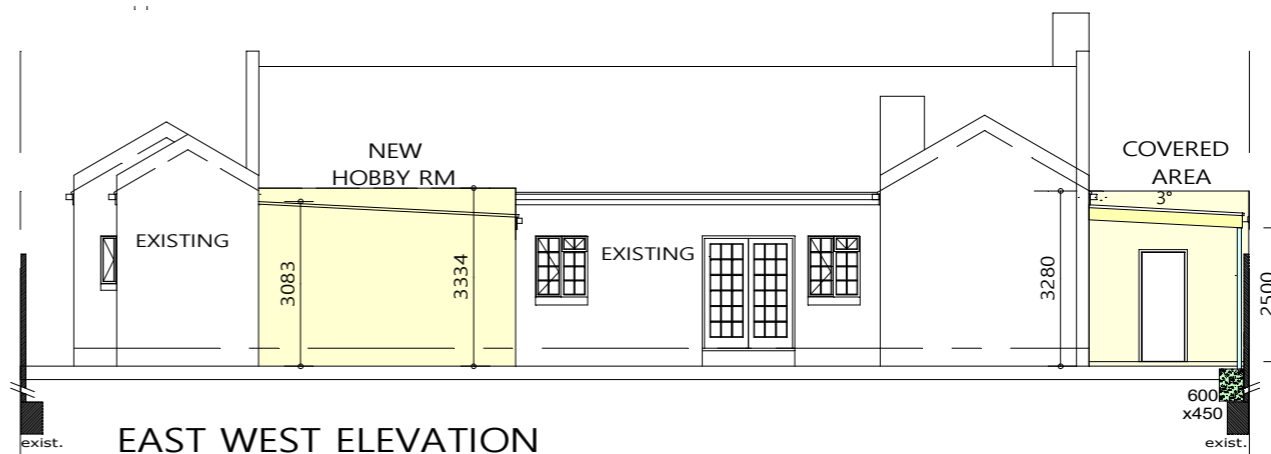 NEW
HOBBY RM
COVERED
AREA
3°
EXISTING
EXISTING
3083
3334
3280
2500
600
x450
exist.
exist.
EAST WEST ELEVATION